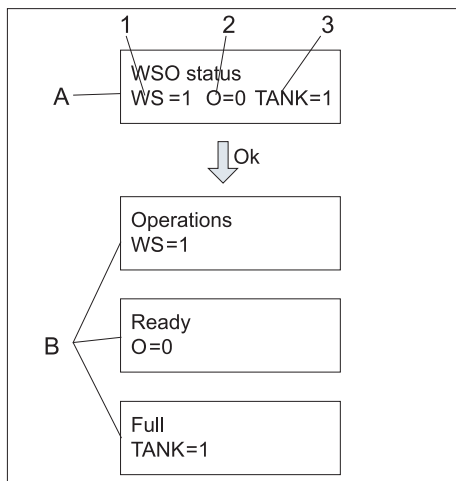 1 2 3
WSO status
A
WS =1 O=0 TANK=1
Ok
Operations
WS=1
Ready
B
O=0
Full
TANK=1